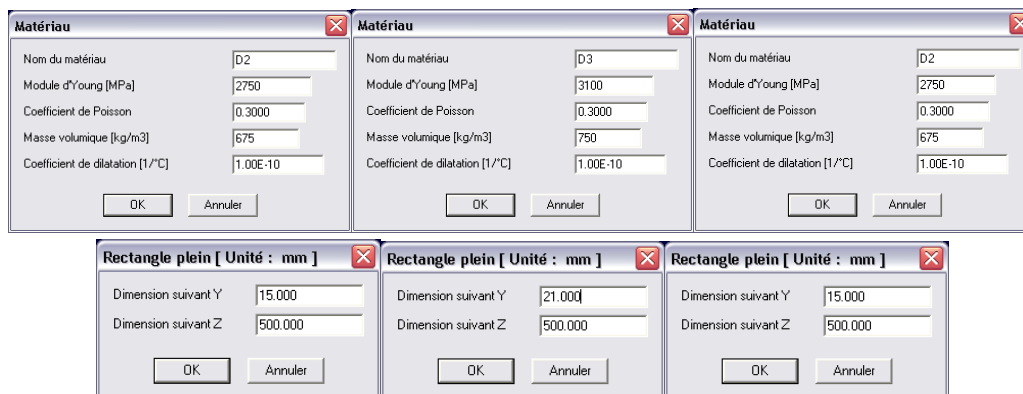 Matériau
Nom du matériau D2
Module d'Young [MPa] 2750
Coefficient de Poisson 0.3000
Masse volumique [kg/m3] 675
Coefficient de dilatation [1/°C] 1.00E-10
OK Annuler
Matériau
Nom du matériau D3
Module d'Young [MPa] 3100
Coefficient de Poisson 0.3000
Masse volumique [kg/m3] 750
Coefficient de dilatation [1/°C] 1.00E-10
OK Annuler
Matériau
Nom du matériau D2
Module d'Young [MPa] 2750
Coefficient de Poisson 0.3000
Masse volumique [kg/m3] 675
Coefficient de dilatation [1/°C] 1.00E-10
OK Annuler
Rectangle plein [ Unité : mm ]
Dimension suivant Y 15.000
Dimension suivant Z 500.000
OK Annuler
Rectangle plein [ Unité : mm ]
Dimension suivant Y 21.000
Dimension suivant Z 500.000
OK Annuler
Rectangle plein [ Unité : mm ]
Dimension suivant Y 15.000
Dimension suivant Z 500.000
OK Annuler